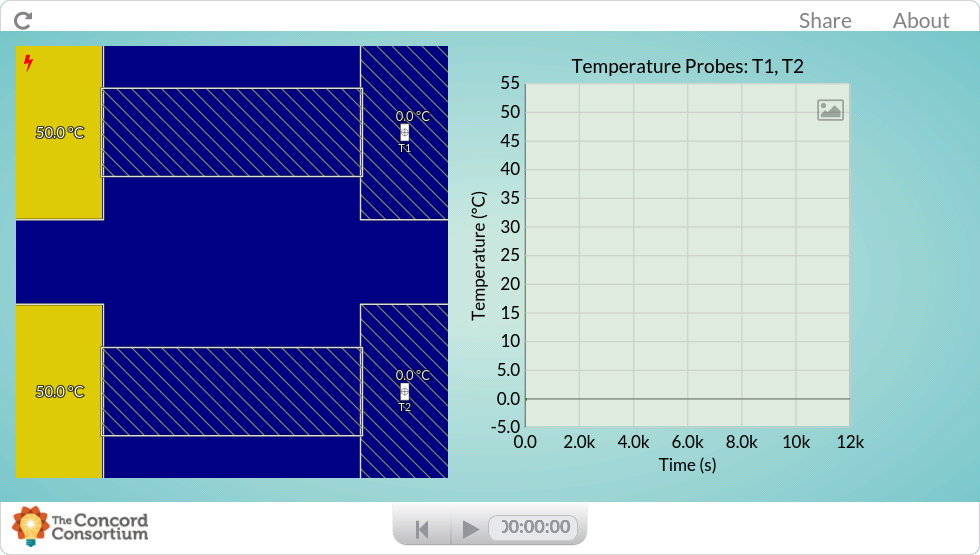 Share About
50.0 °C
0.0 °C
T1
50.0 °C
0.0 °C
T2
Temperature Probes: T1, T2
Temperature (°C)
55
50
45
40
35
30
25
20
15
10
5.0
0.0
-5.0
0.0 2.0k 4.0k 6.0k 8.0k 10k 12k
Time (s)
The Concord
Consortium
00:00:00